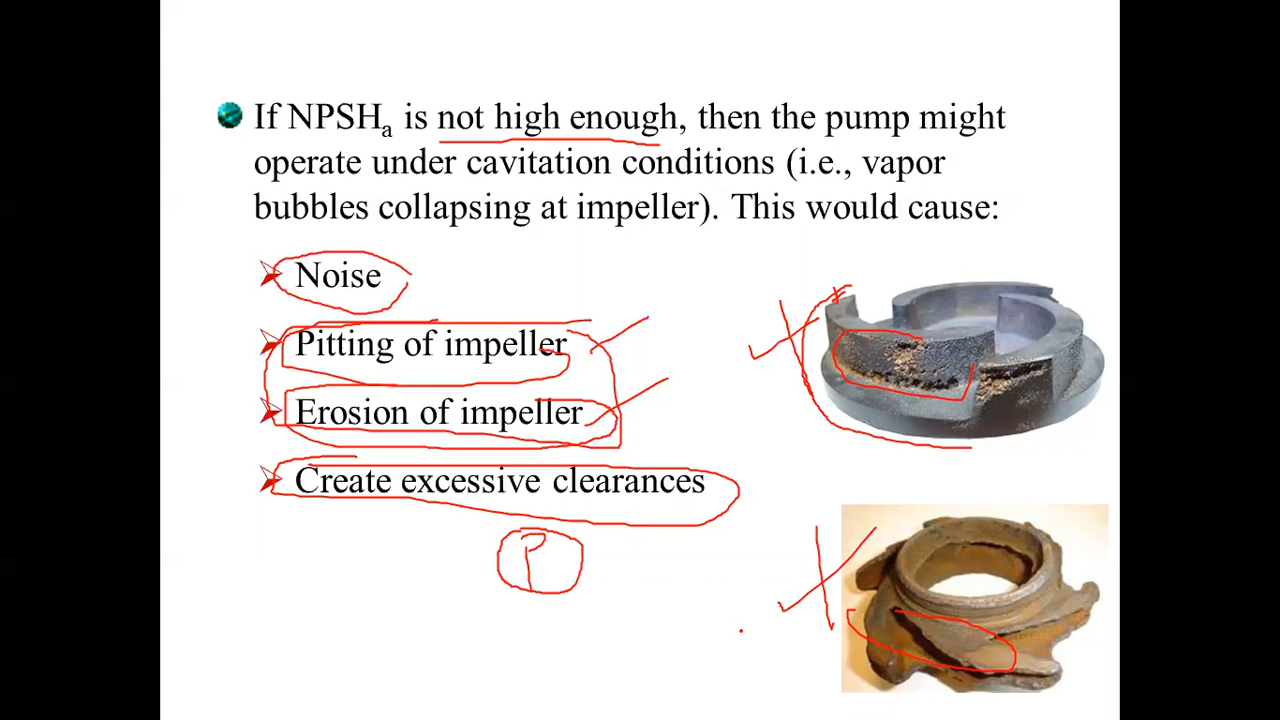 If NPSHa is not high enough, then the pump might
operate under cavitation conditions (i.e., vapor
bubbles collapsing at impeller). This would cause:
Noise
Pitting of impeller
Erosion of impeller
Create excessive clearances
P